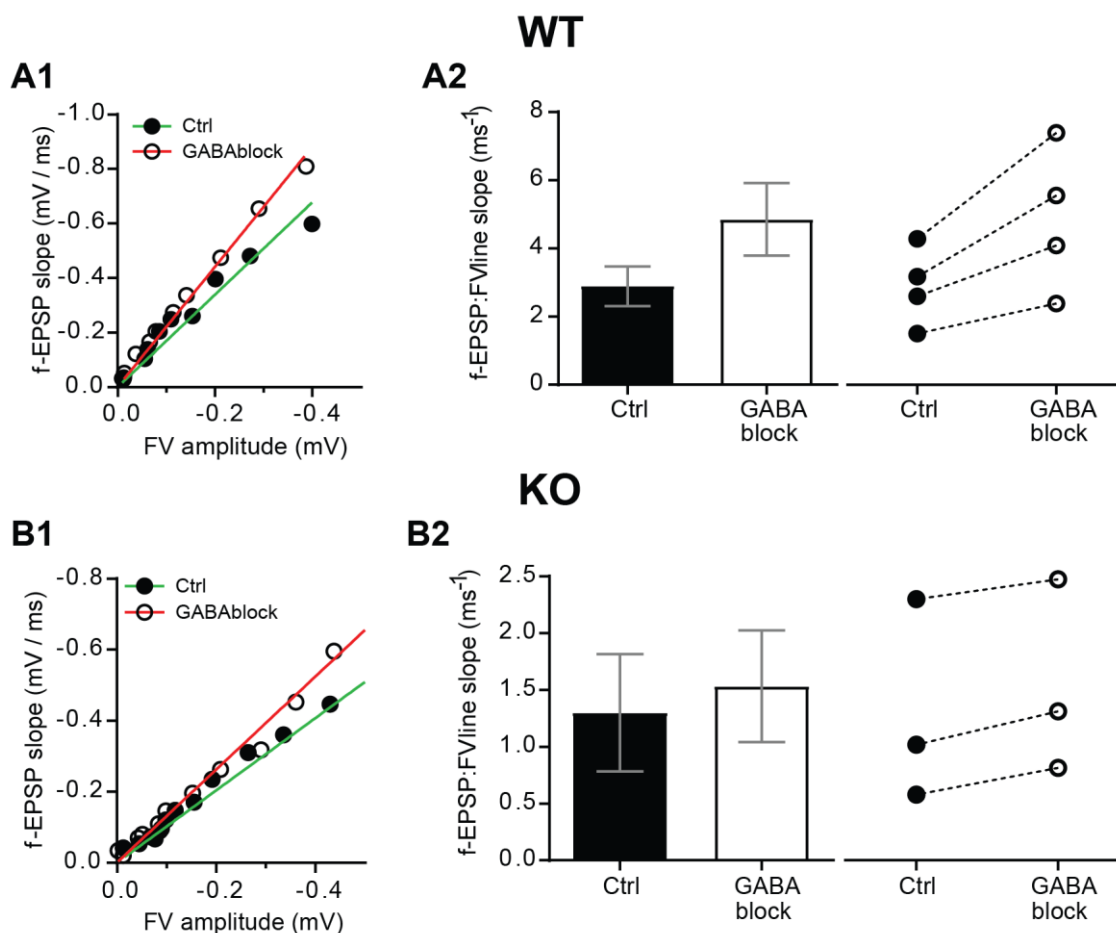 WT
A1
f-EPSP slope (mV / ms)
-1.0
-0.8
-0.6
-0.4
-0.2
0.0
Ctrl
GABAblock
0.0 -0.2 -0.4
FV amplitude (mV)
A2
f-EPSP:FVline slope (ms⁻¹)
8
6
4
2
0
Ctrl
GABA
block
Ctrl
GABA
block
KO
B1
f-EPSP slope (mV / ms)
-0.8
-0.6
-0.4
-0.2
0.0
Ctrl
GABAblock
0.0 -0.2 -0.4
FV amplitude (mV)
B2
f-EPSP:FVline slope (ms⁻¹)
2.5
2.0
1.5
1.0
0.5
0.0
Ctrl
GABA
block
Ctrl
GABA
block